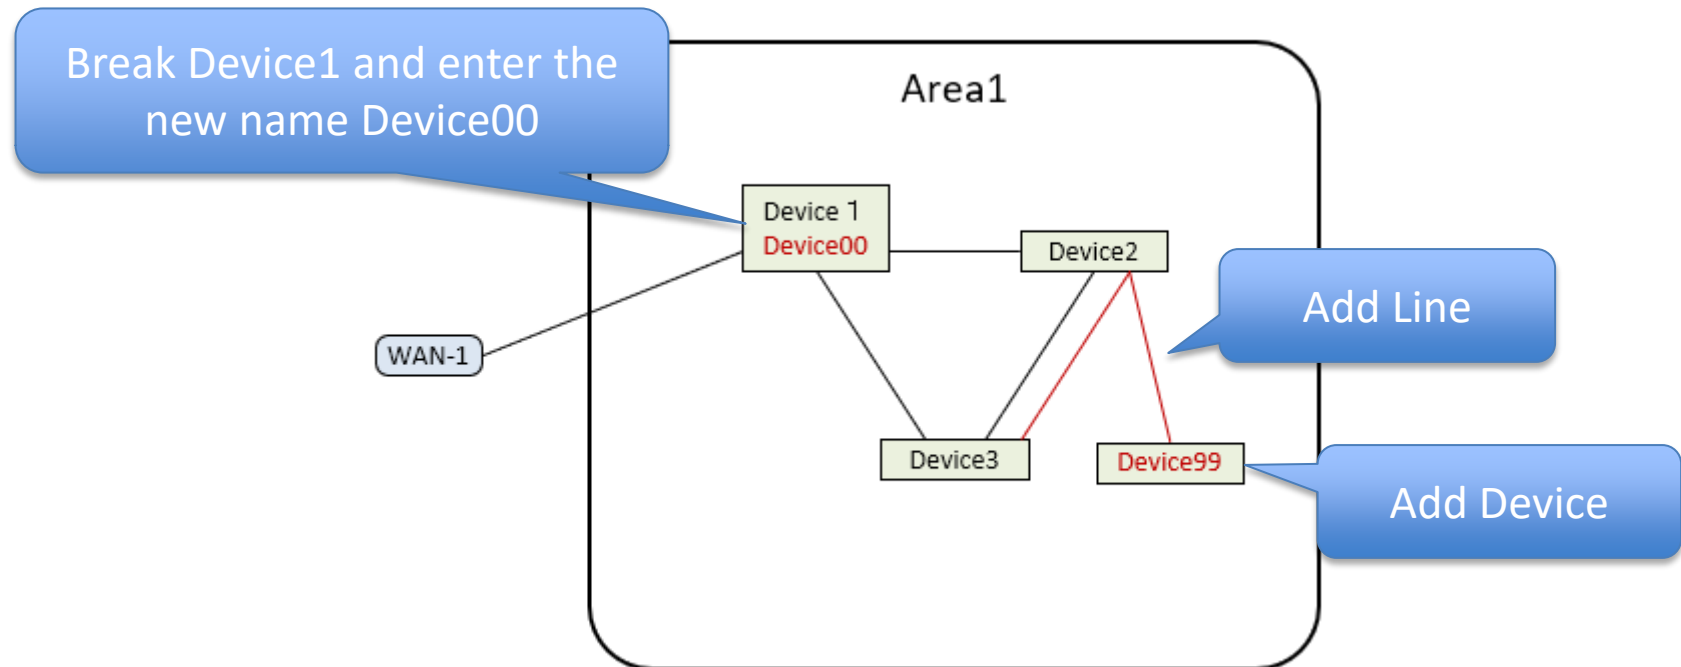 Break Device1 and enter the
new name Device00
Area1
Device 1
Device00
Device2
Add Line
WAN-1
Device3
Device99
Add Device